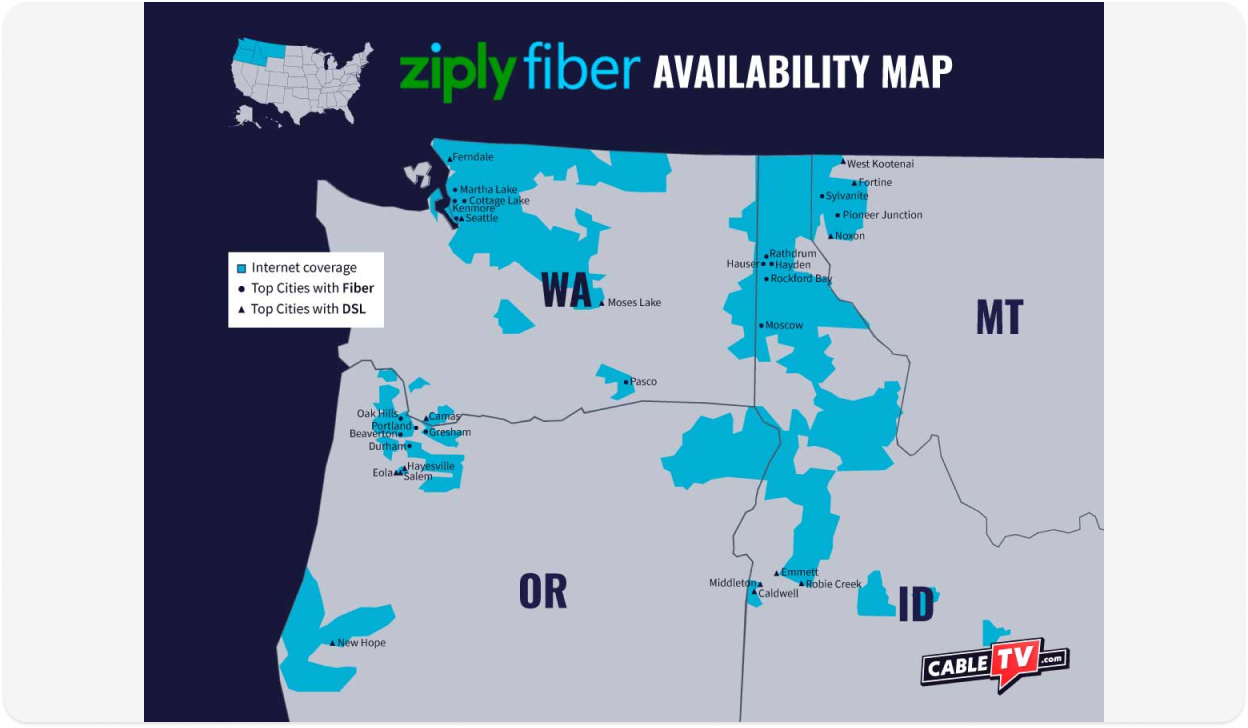 ziply fiber AVAILABILITY MAP
Ferndale
Martha Lake
Cottage Lake
Kenmore
Seattle
West Kootenai
Fortine
Sylvanite
Pioneer Junction
Noxon
Rathdrum
Hauser
Hayden
Rockford Bay
Internet coverage
Top Cities with Fiber
Top Cities with DSL
WA
Moses Lake
MT
Moscow
Pasco
Oak Hills
Camas
Portland
Gresham
Beaverton
Durham
Hayesville
Eola
Salem
OR
Emmett
Middleton
Robie Creek
Caldwell
ID
New Hope
CABLETV.com